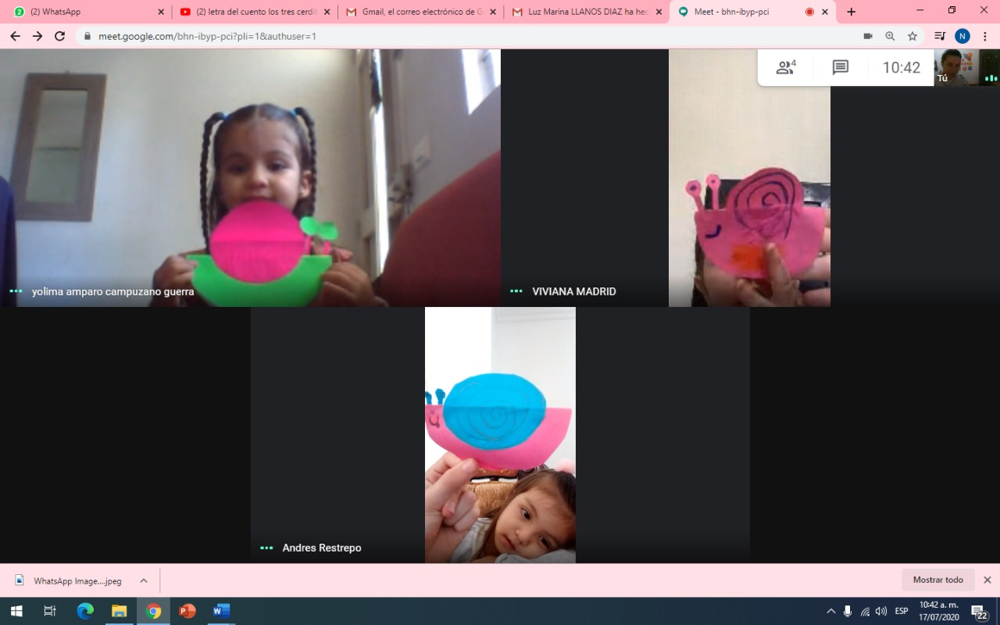 2
(2) WhatsApp
(2) letra del cuento los tres cerdit
Gmail, el correo electrónico de G
Luz Marina LLANOS DIAZ ha hec
Meet - bhn-ibyp-pci
meet.google.com/bhn-ibyp-pci?pli=1&authuser=1
N
4
10:42
Tú
yolima amparo campuzano guerra
VIVIANA MADRID
Andres Restrepo
WhatsApp Image....jpeg
Mostrar todo
ESP
10:42 a. m.
17/07/2020
22